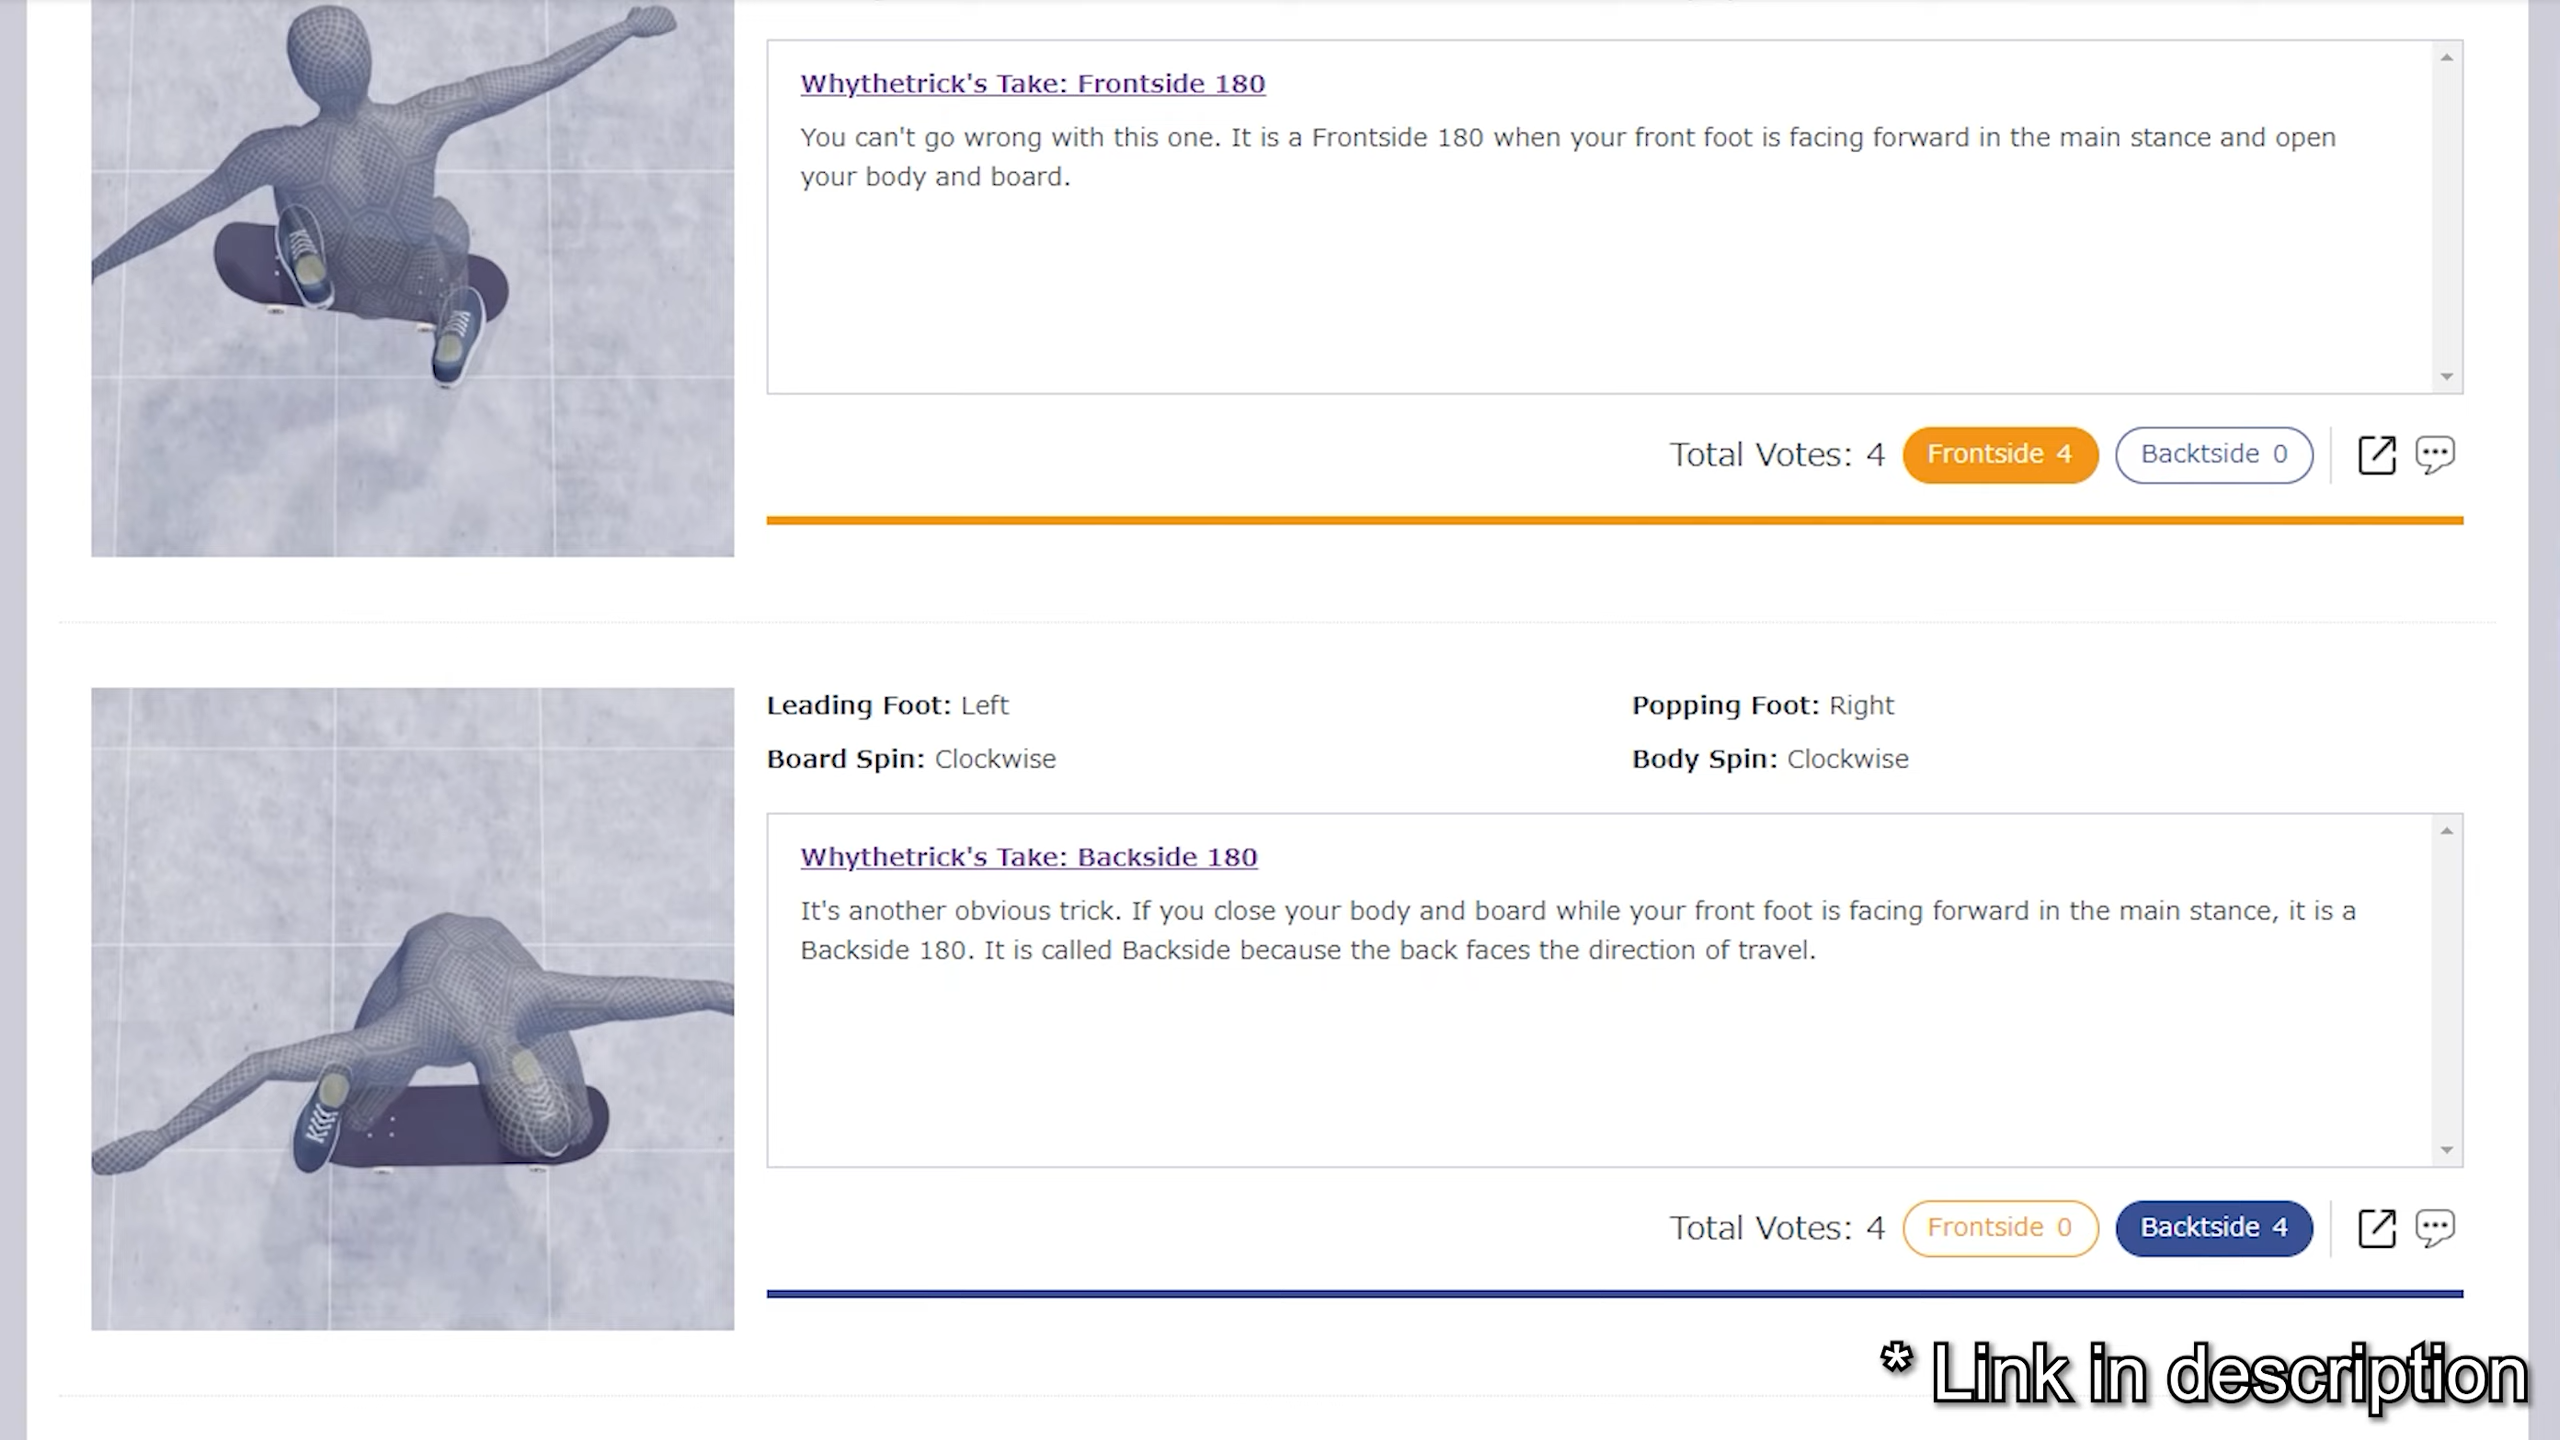 Whythetrick's Take: Frontside 180
You can't go wrong with this one. It is a Frontside 180 when your front foot is facing forward in the main stance and open
your body and board.
Total Votes: 4 Frontside 4 Backtside 0
Leading Foot: Left Popping Foot: Right
Board Spin: Clockwise Body Spin: Clockwise
Whythetrick's Take: Backside 180
It's another obvious trick. If you close your body and board while your front foot is facing forward in the main stance, it is a
Backside 180. It is called Backside because the back faces the direction of travel.
Total Votes: 4 Frontside 0 Backtside 4
* Link in description